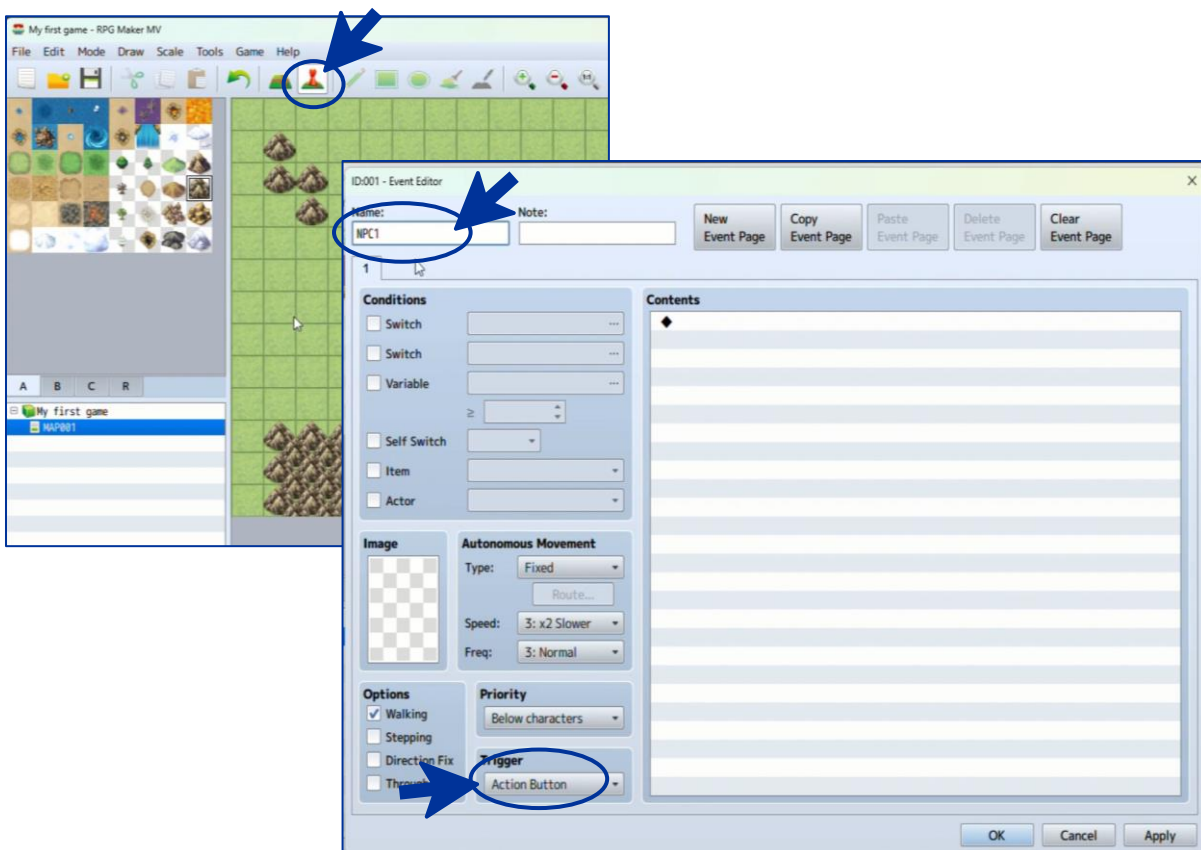 My first game - RPG Maker MV
File Edit Mode Draw Scale Tools Game Help
1:1
A B C R
My first game
MAP001
ID:001 - Event Editor
Name: Note:
NPC1
New Event Page
Copy Event Page
Paste Event Page
Delete Event Page
Clear Event Page
1
Conditions
Switch ...
Switch ...
Variable ...
≥
Self Switch
Item
Actor
Image
Autonomous Movement
Type: Fixed
Route...
Speed: 3: x2 Slower
Freq: 3: Normal
Options
Walking
Stepping
Direction Fix
Priority
Below characters
Trigger
Action Button
Contents
OK Cancel Apply